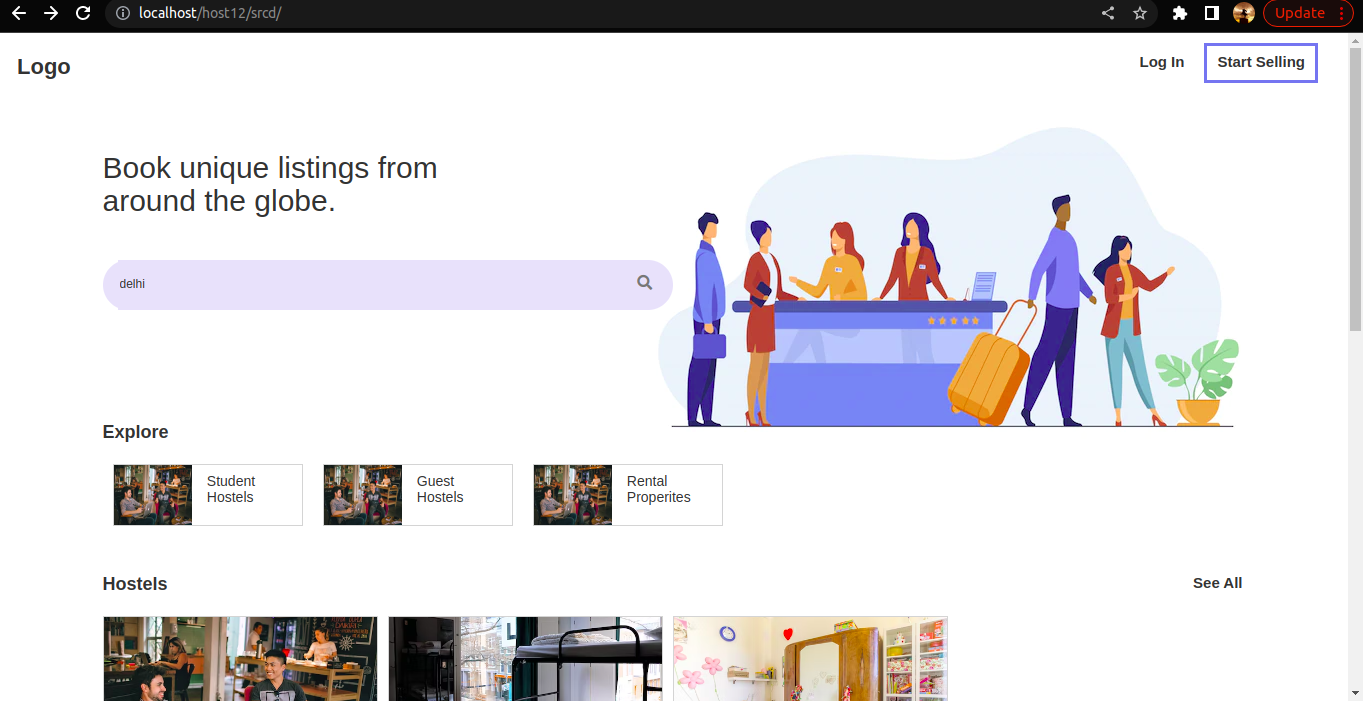 localhost/host12/srcd/
Update
Logo
Log In
Start Selling
Book unique listings from
around the globe.
delhi
Explore
Student
Hostels
Guest
Hostels
Rental
Properites
Hostels
See All